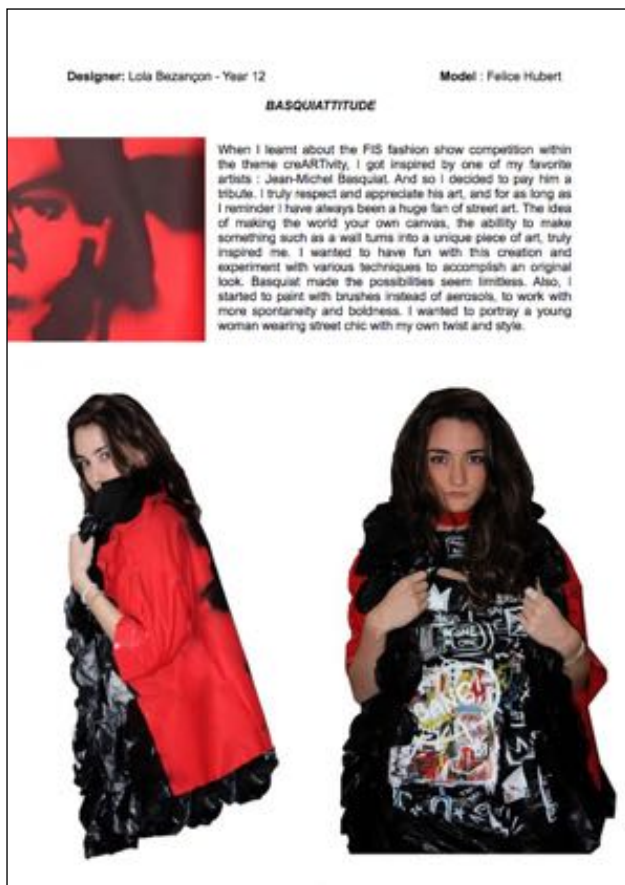 Designer: Lola Bezançon - Year 12
Model : Felice Hubert
BASQUIATTITUDE
When I learnt about the FIS fashion show competition within
the theme creARTivity, I got inspired by one of my favorite
artists : Jean-Michel Basquiat. And so I decided to pay him a
tribute. I truly respect and appreciate his art, and for as long as
I reminder I have always been a huge fan of street art. The idea
of making the world your own canvas, the ability to make
something such as a wall turns into a unique piece of art, truly
inspired me. I wanted to have fun with this creation and
experiment with various techniques to accomplish an original
look. Basquiat made the possibilities seem limitless. Also, I
started to paint with brushes instead of aerosols, to work with
more spontaneity and boldness. I wanted to portray a young
woman wearing street chic with my own twist and style.